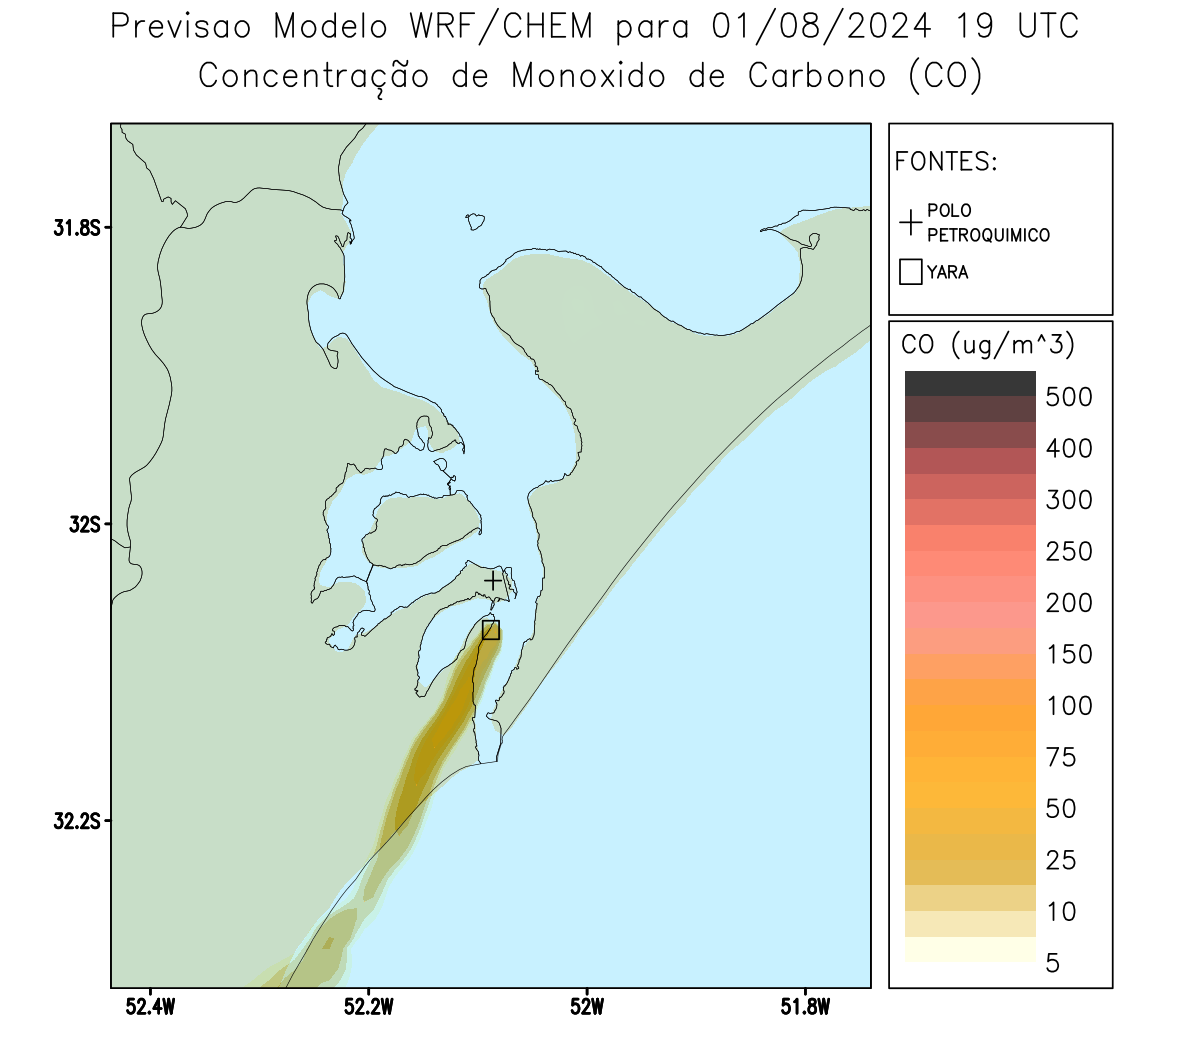 Previsao Modelo WRF/CHEM para 01/08/2024 19 UTC
Concentração de Monoxido de Carbono (CO)
FONTES:
POLO
PETROQUIMICO
YARA
CO (ug/m^3)
500
400
300
250
200
150
100
75
50
25
10
5
31.8S
32S
32.2S
52.4W
52.2W
52W
51.8W